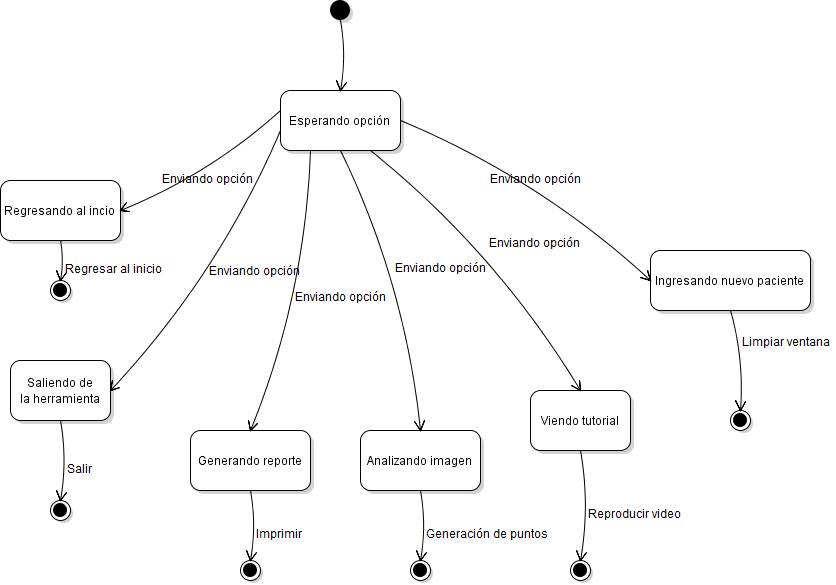 Esperando opción
Enviando opción
Enviando opción
Regresando al incio
Enviando opción
Regresar al inicio
Enviando opción
Enviando opción
Ingresando nuevo paciente
Enviando opción
Limpiar ventana
Saliendo de
la herramienta
Viendo tutorial
Generando reporte
Analizando imagen
Salir
Reproducir video
Imprimir
Generación de puntos